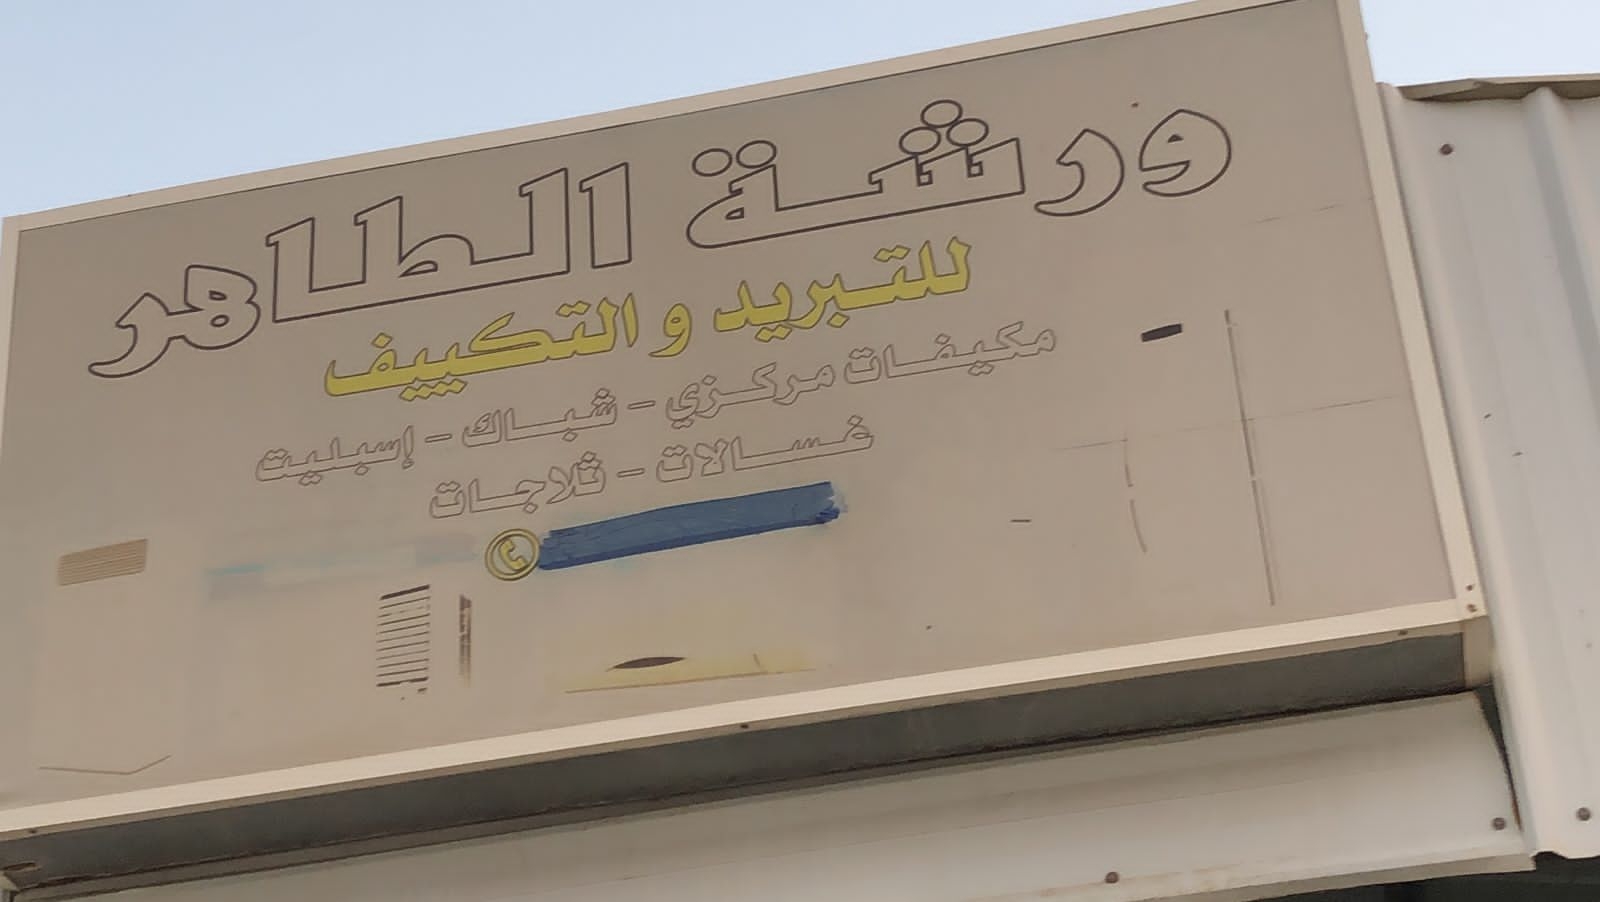 ورشة الطاهر
للتبريد و التكييف
مكيفات مركزي - شباك - إسبليت
غسالات - ثلاجات